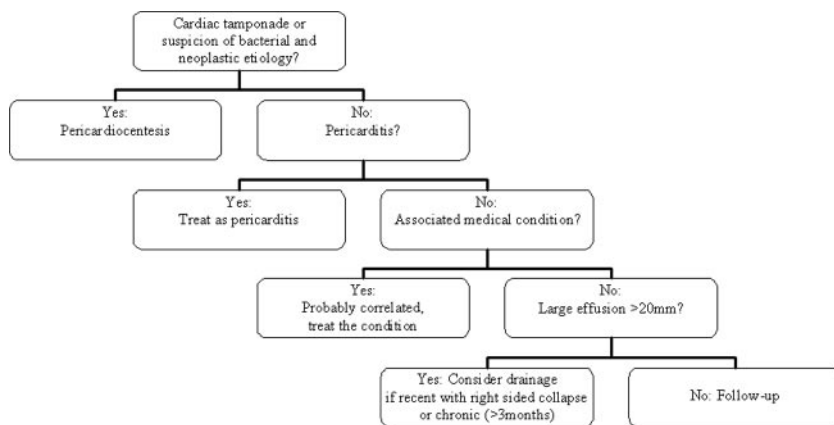 Cardiac tamponade or
suspicion of bacterial and
neoplastic etiology?
Yes:
Pericardiocentesis
No:
Pericarditis?
Yes:
Treat as pericarditis
No:
Associated medical condition?
Yes:
Probably correlated,
treat the condition
No:
Large effusion >20mm?
Yes: Consider drainage
if recent with right sided collapse
or chronic (>3months)
No: Follow-up